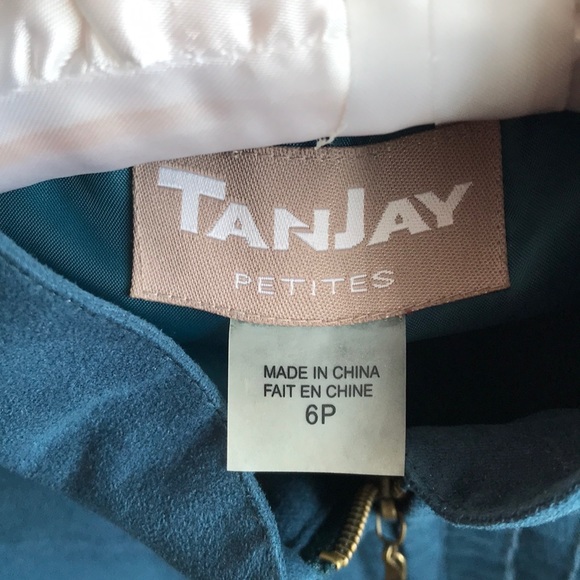 TANJAY
PETITES
MADE IN CHINA
FAIT EN CHINE
6P